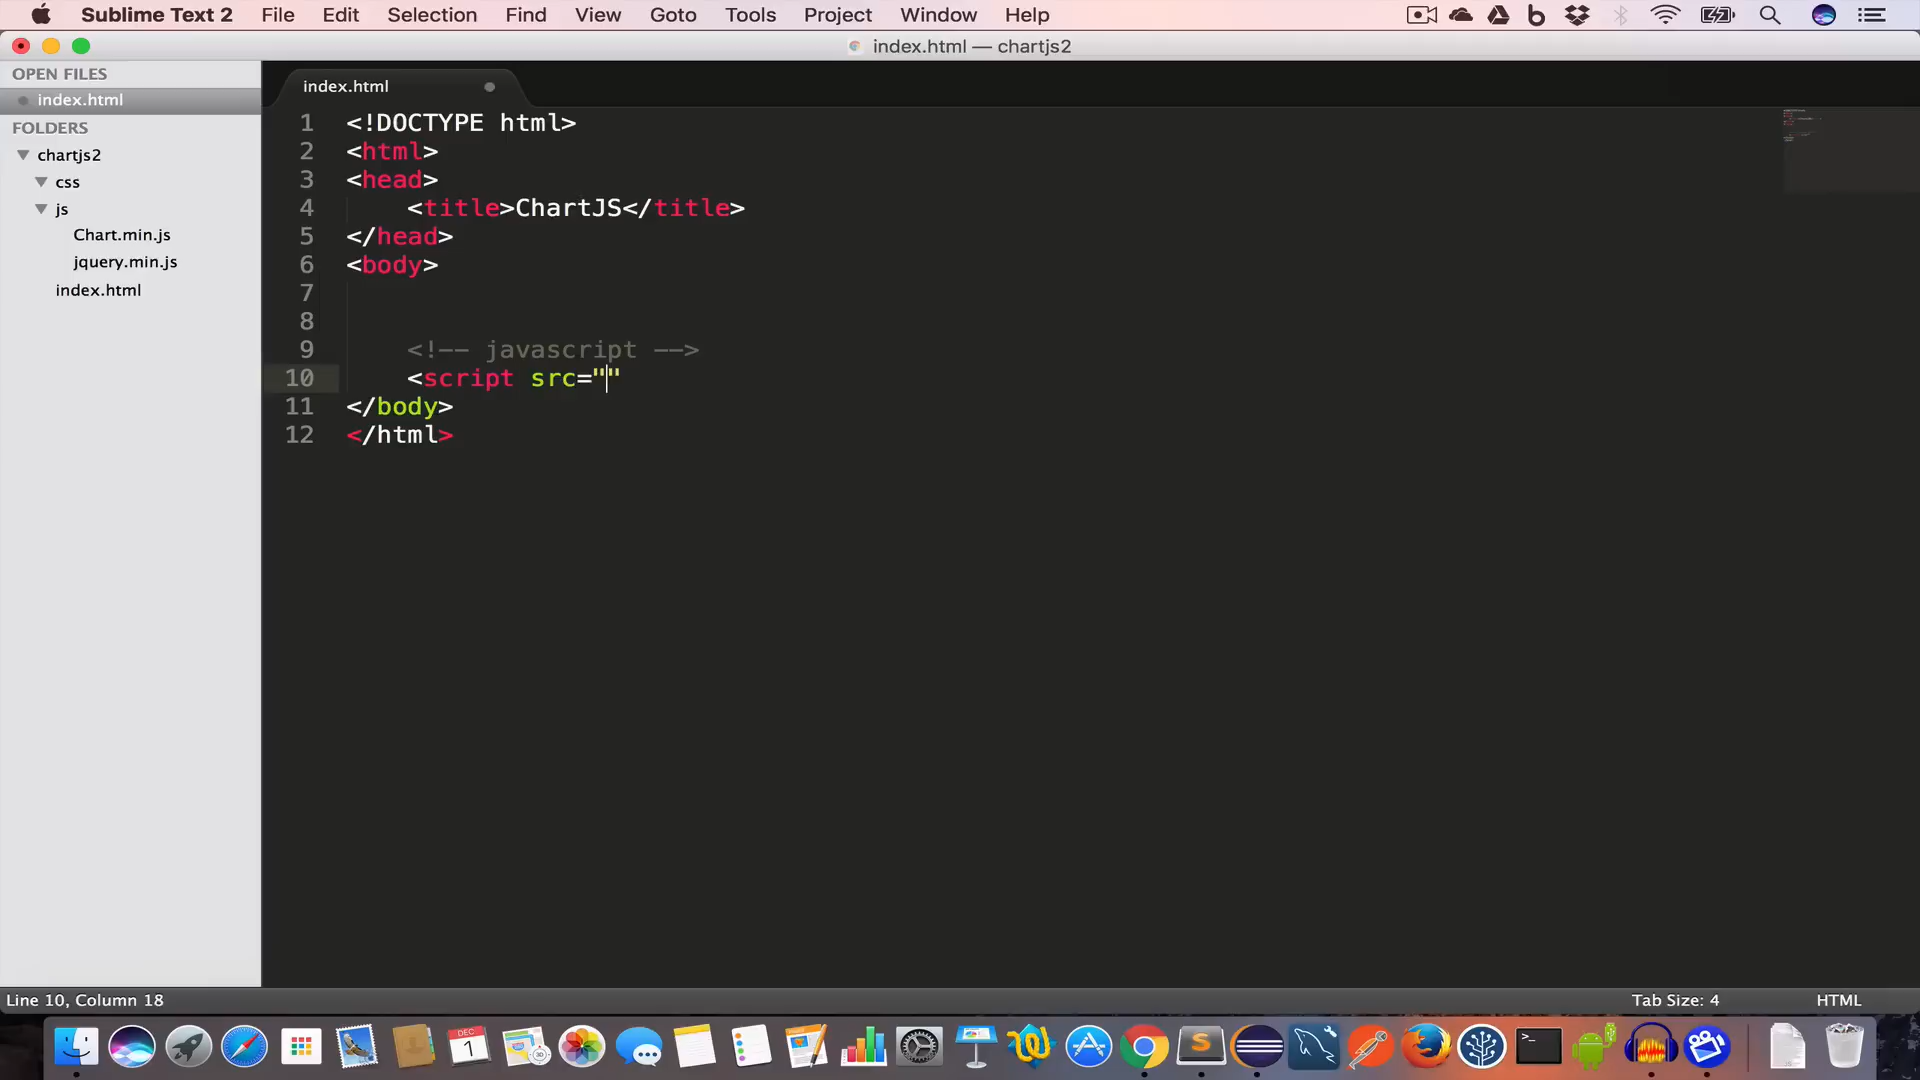 Sublime Text 2 File Edit Selection Find View Goto Tools Project Window Help
index.html — chartjs2
OPEN FILES
index.html
FOLDERS
chartjs2
css
js
Chart.min.js
jquery.min.js
index.html
index.html
1 <!DOCTYPE html>
2 <html>
3 <head>
4 <title>ChartJS</title>
5 </head>
6 <body>
7
8
9 <!-- javascript -->
10 <script src=""
11 </body>
12 </html>
Line 10, Column 18
Tab Size: 4
HTML
DEC
1